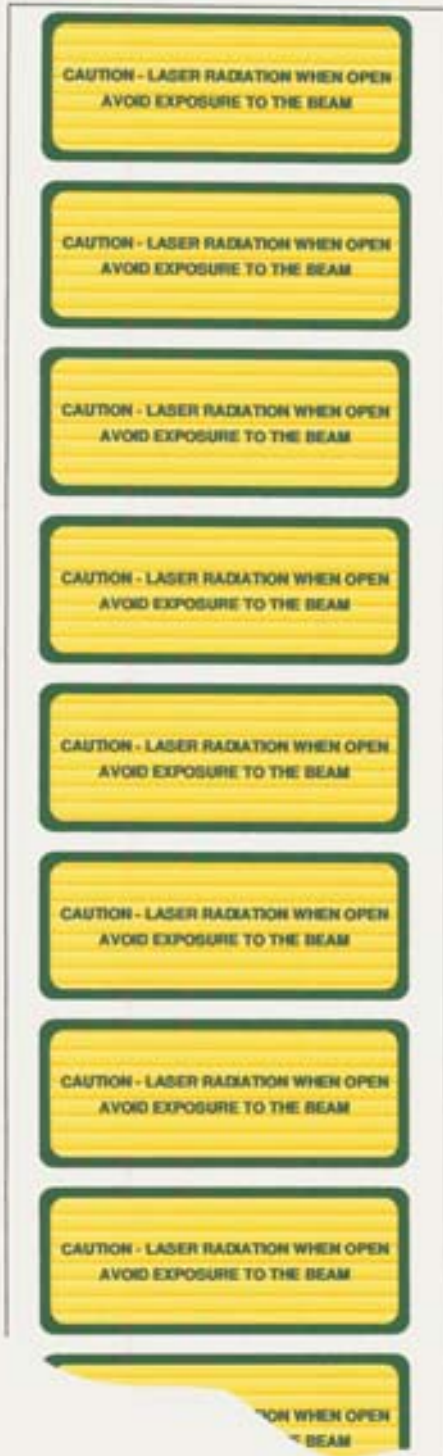 CAUTION - LASER RADIATION WHEN OPEN
AVOID EXPOSURE TO THE BEAM
CAUTION - LASER RADIATION WHEN OPEN
AVOID EXPOSURE TO THE BEAM
CAUTION - LASER RADIATION WHEN OPEN
AVOID EXPOSURE TO THE BEAM
CAUTION - LASER RADIATION WHEN OPEN
AVOID EXPOSURE TO THE BEAM
CAUTION - LASER RADIATION WHEN OPEN
AVOID EXPOSURE TO THE BEAM
CAUTION - LASER RADIATION WHEN OPEN
AVOID EXPOSURE TO THE BEAM
CAUTION - LASER RADIATION WHEN OPEN
AVOID EXPOSURE TO THE BEAM
CAUTION - LASER RADIATION WHEN OPEN
AVOID EXPOSURE TO THE BEAM
WHEN OPEN
BEAM